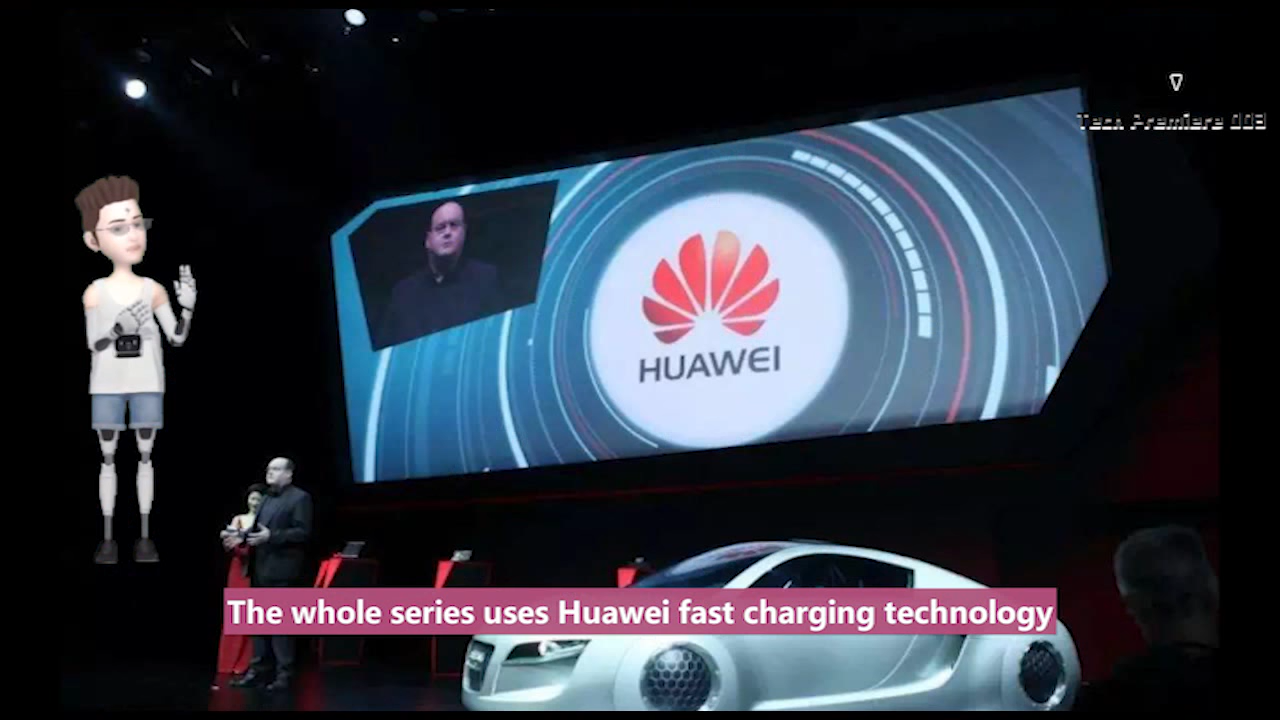 Tech Premiere 003
HUAWEI
The whole series uses Huawei fast charging technology